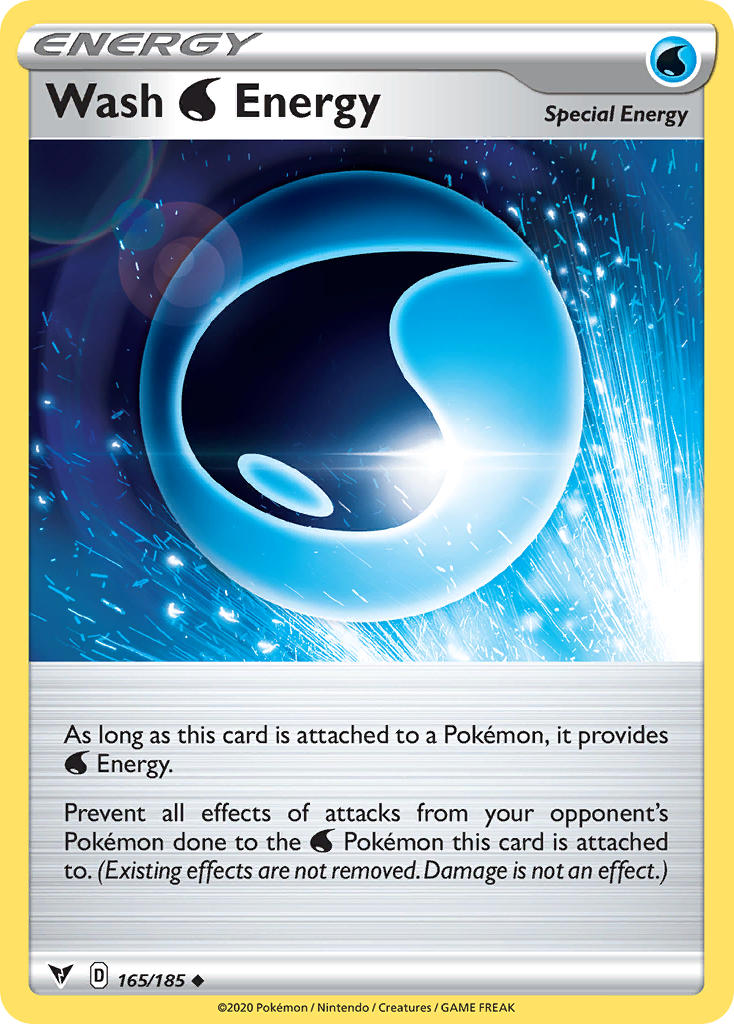 ENERGY
Wash Energy
Special Energy
As long as this card is attached to a Pokémon, it provides
Energy.
Prevent all effects of attacks from your opponent's
Pokémon done to the Pokémon this card is attached
to. (Existing effects are not removed. Damage is not an effect.)
D 165/185
©2020 Pokémon / Nintendo / Creatures / GAME FREAK